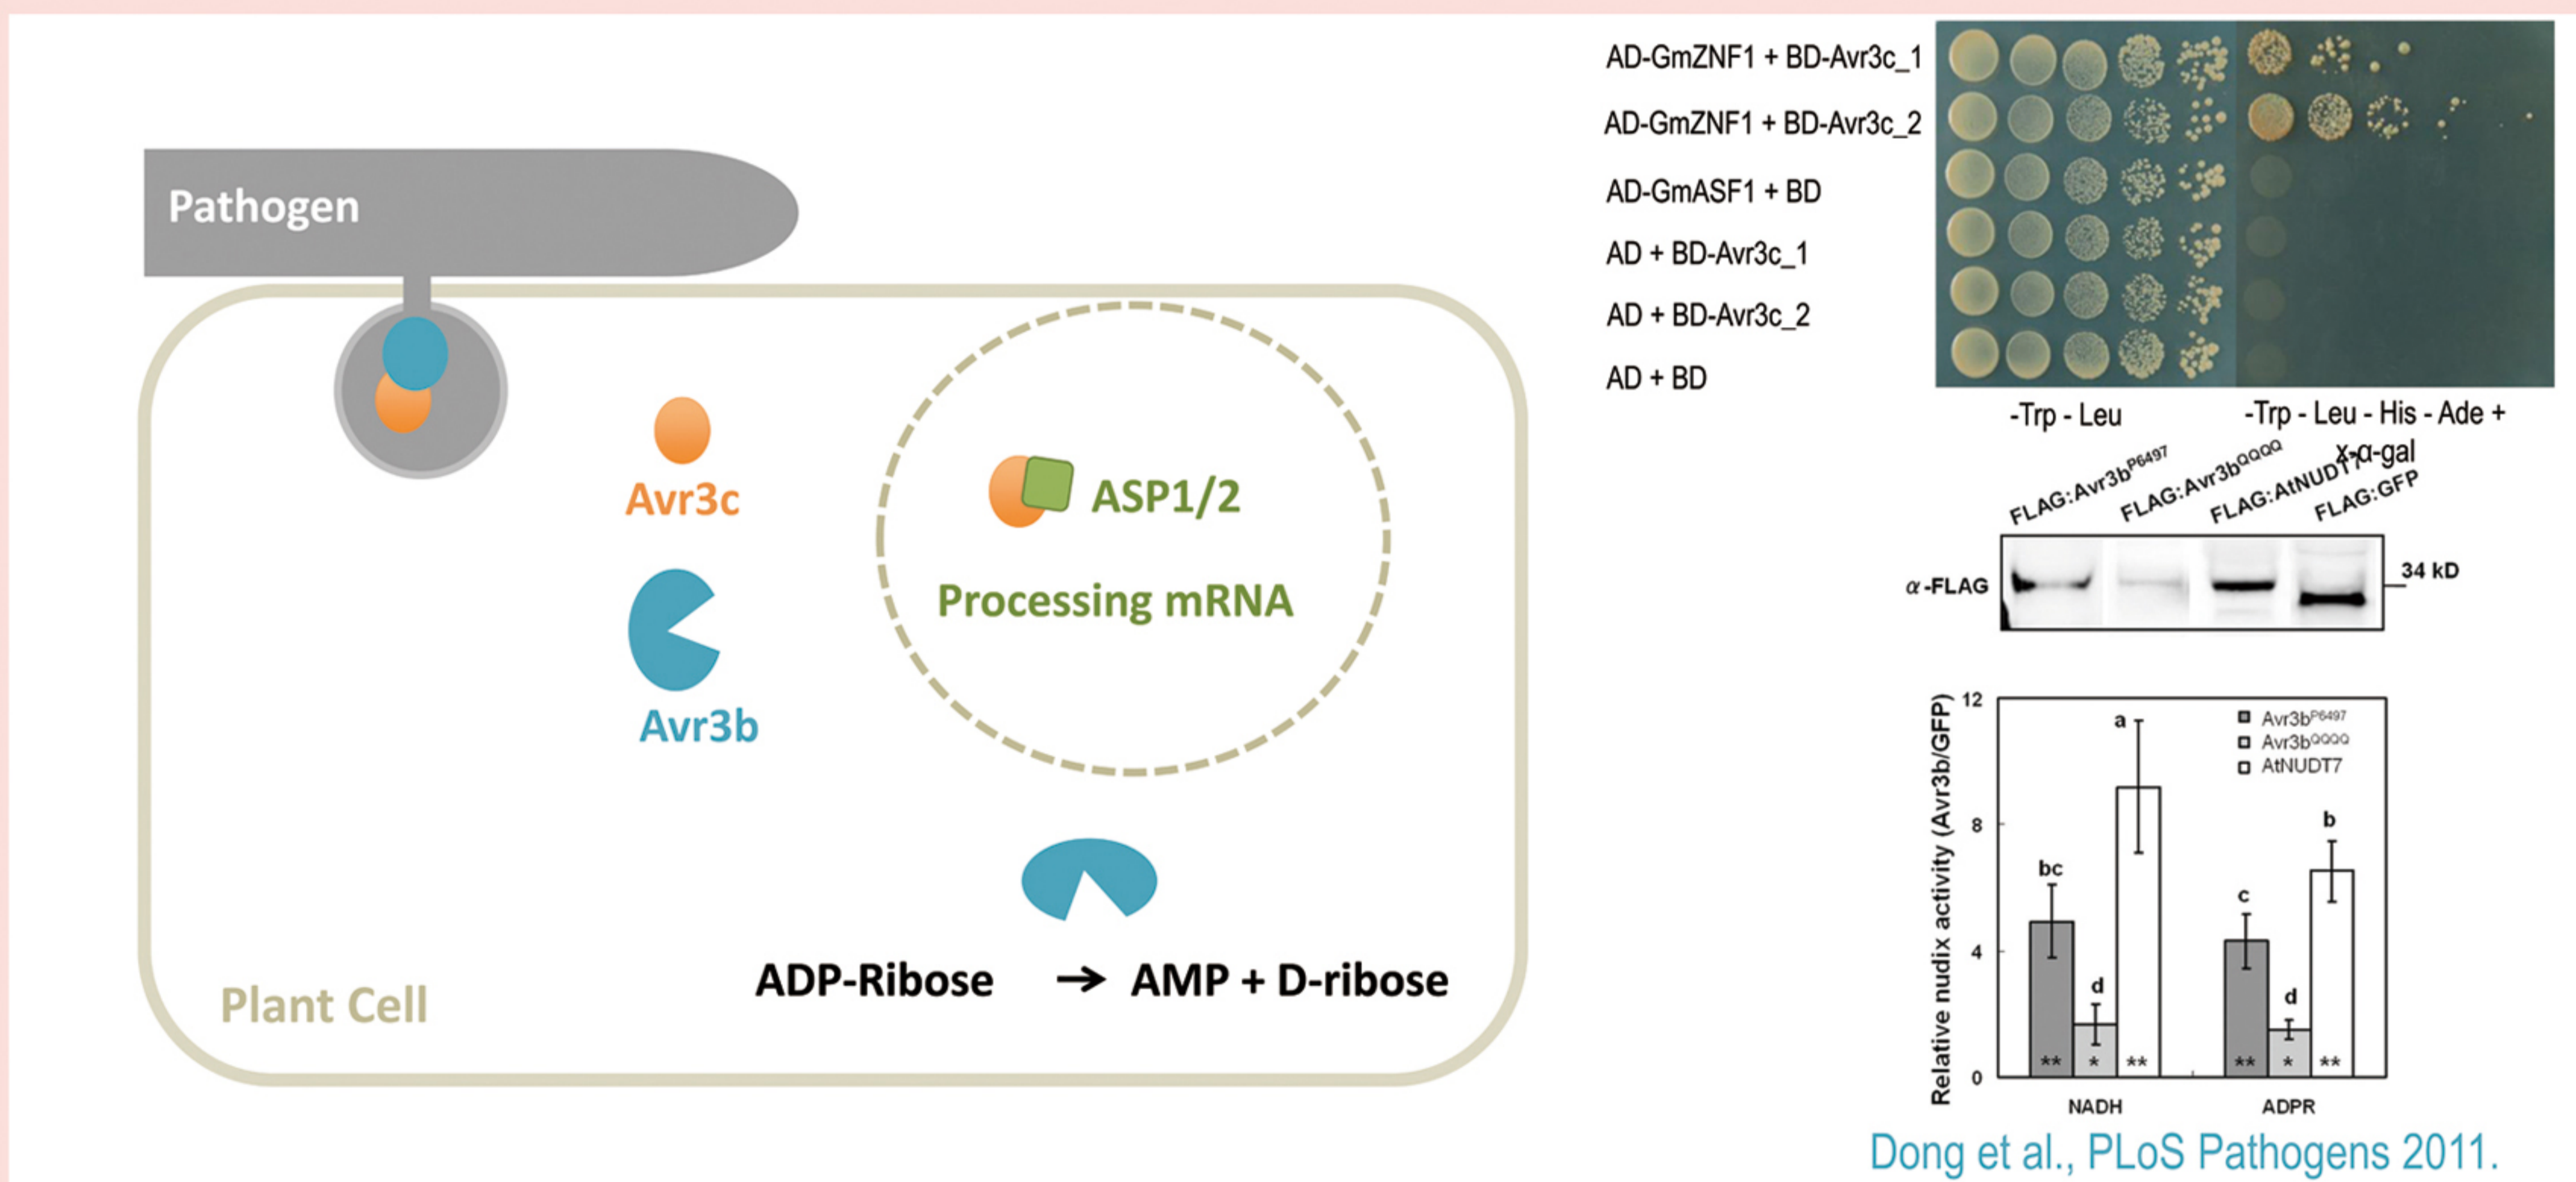 Pathogen
Avr3c
Avr3b
ASP1/2
Processing mRNA
ADP-Ribose → AMP + D-ribose
Plant Cell
AD-GmZNF1 + BD-Avr3c_1
AD-GmZNF1 + BD-Avr3c_2
AD-GmASF1 + BD
AD + BD-Avr3c_1
AD + BD-Avr3c_2
AD + BD
-Trp - Leu
-Trp - Leu - His - Ade +
x-α-gal
FLAG:Avr3b^P6497
FLAG:Avr3b^QQQQ
FLAG:AtNUDT7
FLAG:GFP
α-FLAG
34 kD
Relative nudix activity (Avr3b/GFP)
12
8
4
0
Avr3b^P6497
Avr3b^QQQQ
AtNUDT7
bc
d
a
c
d
b
** * ** ** * **
NADH ADPR
Dong et al., PLoS Pathogens 2011.